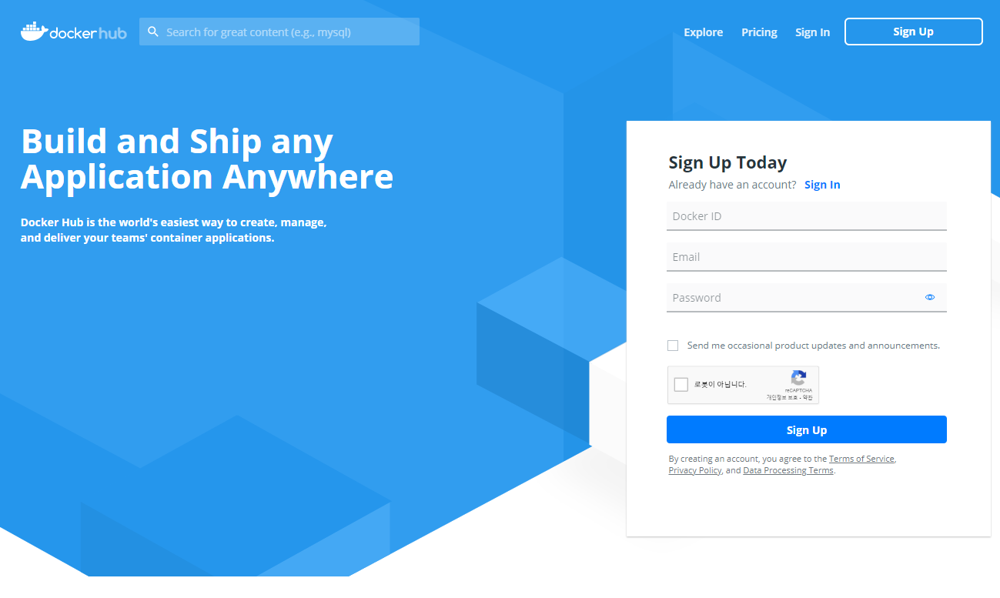 docker hub
Search for great content (e.g., mysql)
Explore
Pricing
Sign In
Sign Up
Build and Ship any
Application Anywhere
Docker Hub is the world's easiest way to create, manage,
and deliver your teams' container applications.
Sign Up Today
Already have an account? Sign In
Docker ID
Email
Password
Send me occasional product updates and announcements.
로봇이 아닙니다.
reCAPTCHA
개인정보 보호 - 약관
Sign Up
By creating an account, you agree to the Terms of Service,
Privacy Policy, and Data Processing Terms.